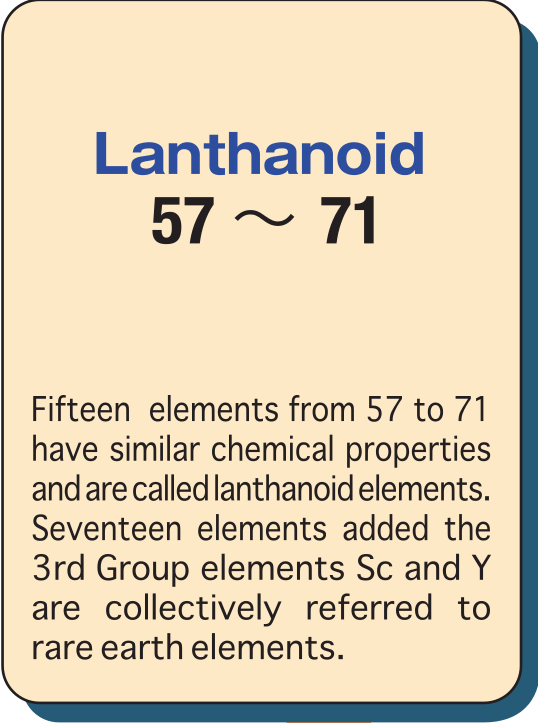 Lanthanoid
57 ～ 71
Fifteen elements from 57 to 71
have similar chemical properties
and are called lanthanoid elements.
Seventeen elements added the
3rd Group elements Sc and Y
are collectively referred to
rare earth elements.